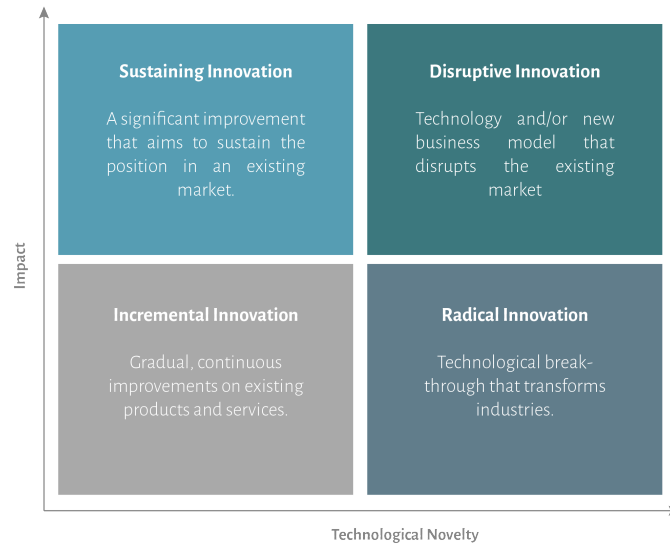 Sustaining Innovation
A significant improvement
that aims to sustain the
position in an existing
market.
Disruptive Innovation
Technology and/or new
business model that
disrupts the existing
market
Impact
Incremental Innovation
Gradual, continuous
improvements on existing
products and services.
Radical Innovation
Technological break-
through that transforms
industries.
Technological Novelty